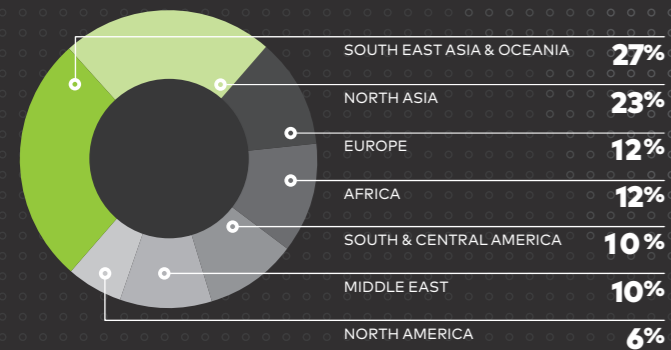 SOUTH EAST ASIA & OCEANIA 27%
NORTH ASIA 23%
EUROPE 12%
AFRICA 12%
SOUTH & CENTRAL AMERICA 10%
MIDDLE EAST 10%
NORTH AMERICA 6%